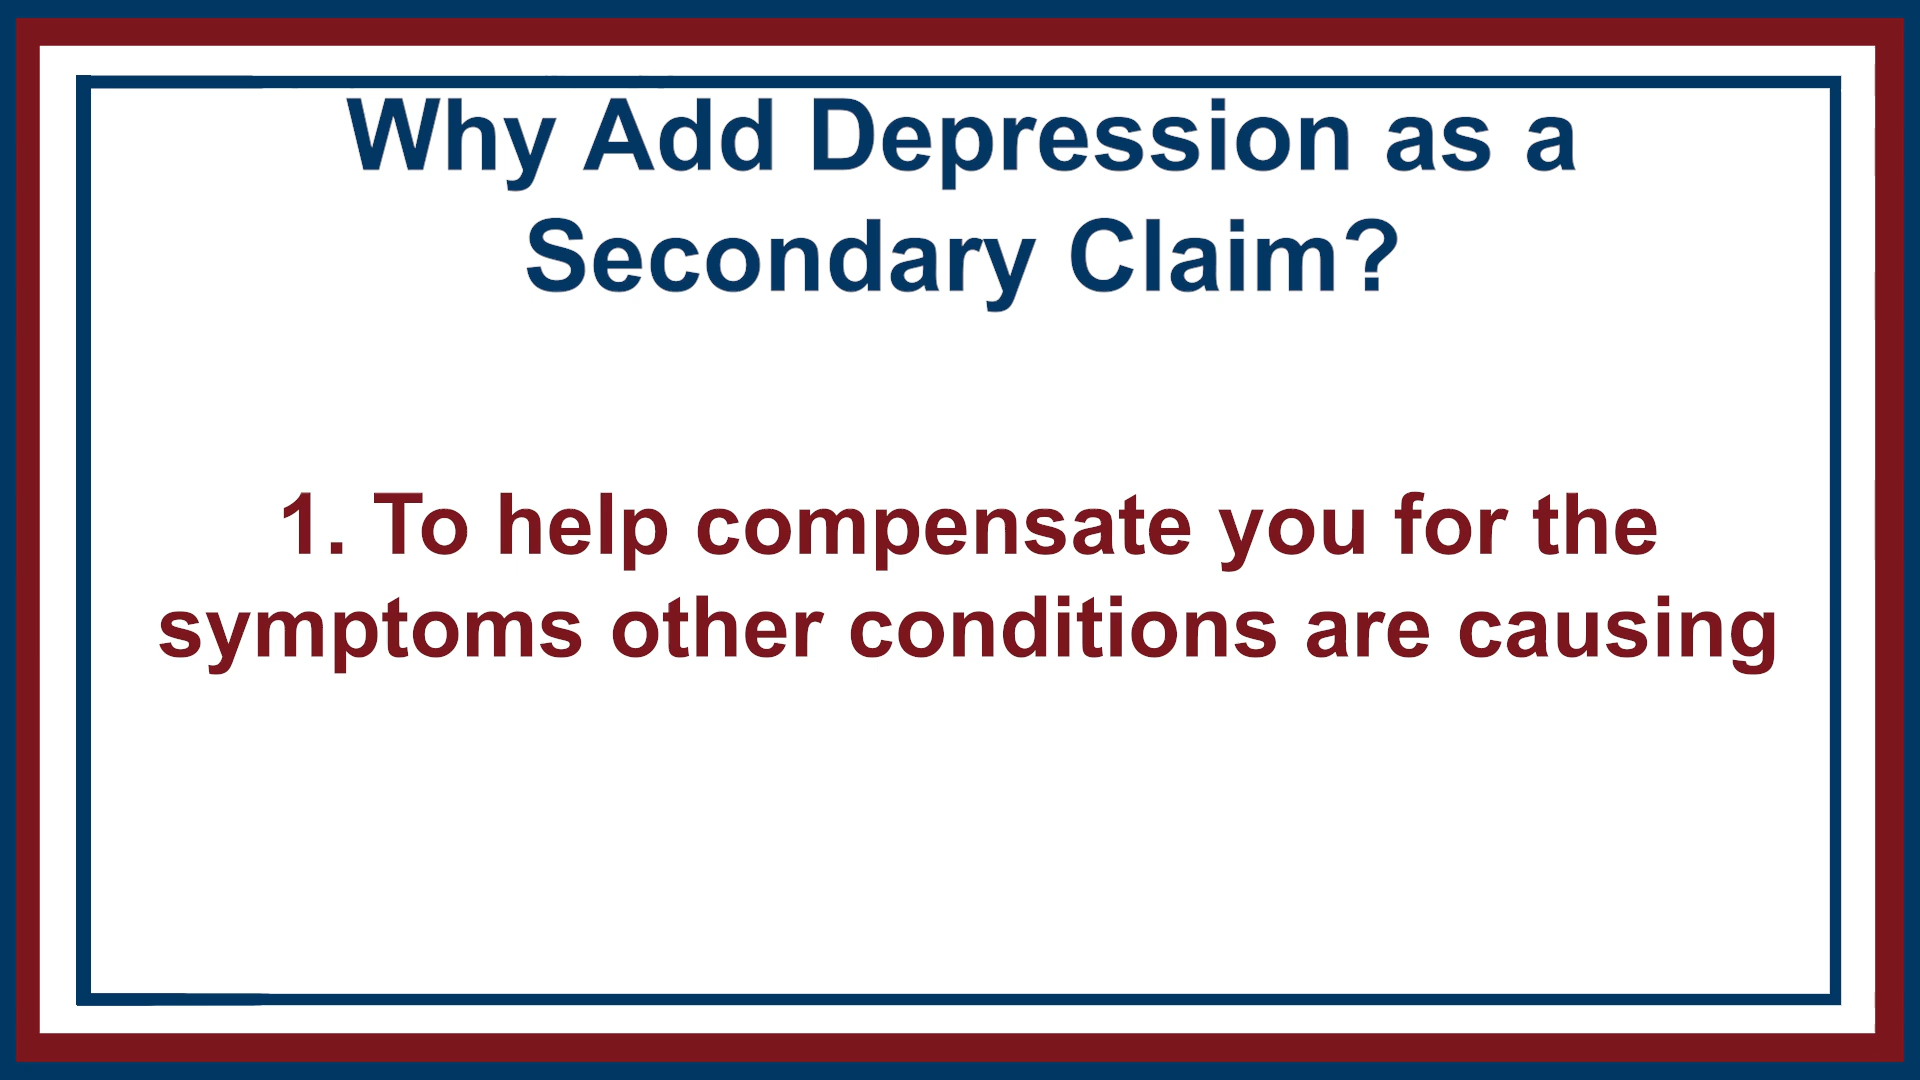 Why Add Depression as a
Secondary Claim?
1. To help compensate you for the
symptoms other conditions are causing